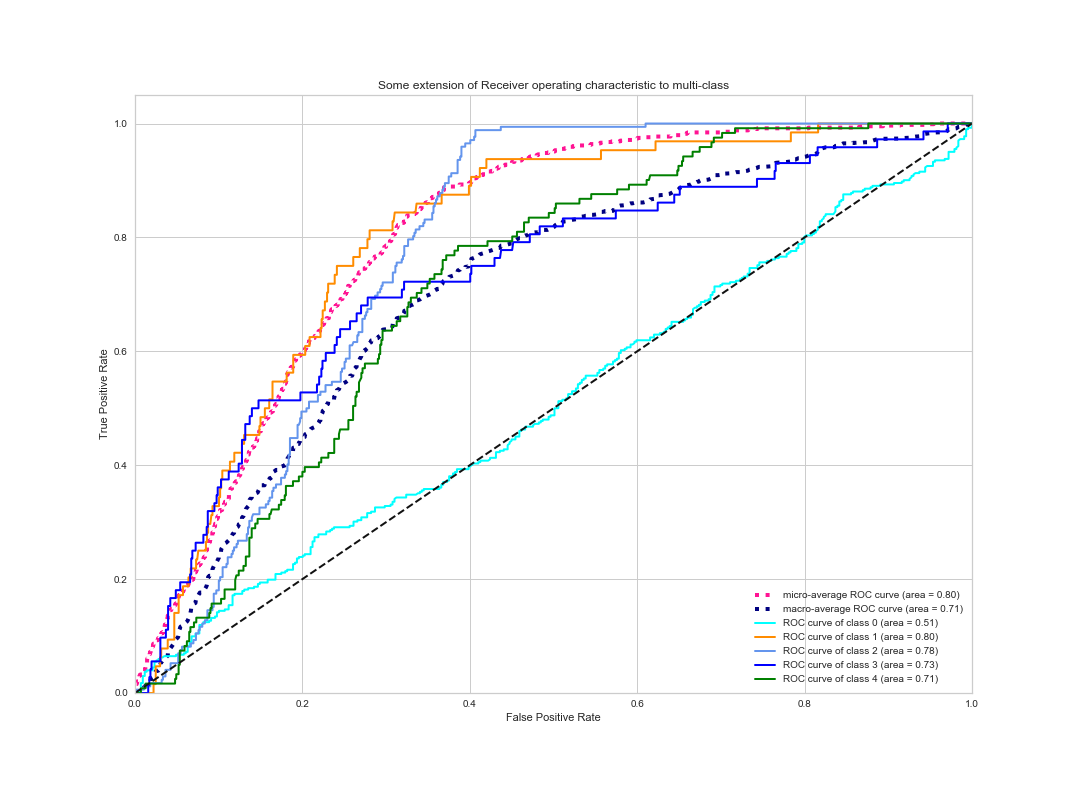 Some extension of Receiver operating characteristic to multi-class
1.0
0.8
0.6
0.4
0.2
0.0
True Positive Rate
micro-average ROC curve (area = 0.80)
macro-average ROC curve (area = 0.71)
ROC curve of class 0 (area = 0.51)
ROC curve of class 1 (area = 0.80)
ROC curve of class 2 (area = 0.78)
ROC curve of class 3 (area = 0.73)
ROC curve of class 4 (area = 0.71)
0.0 0.2 0.4 0.6 0.8 1.0
False Positive Rate